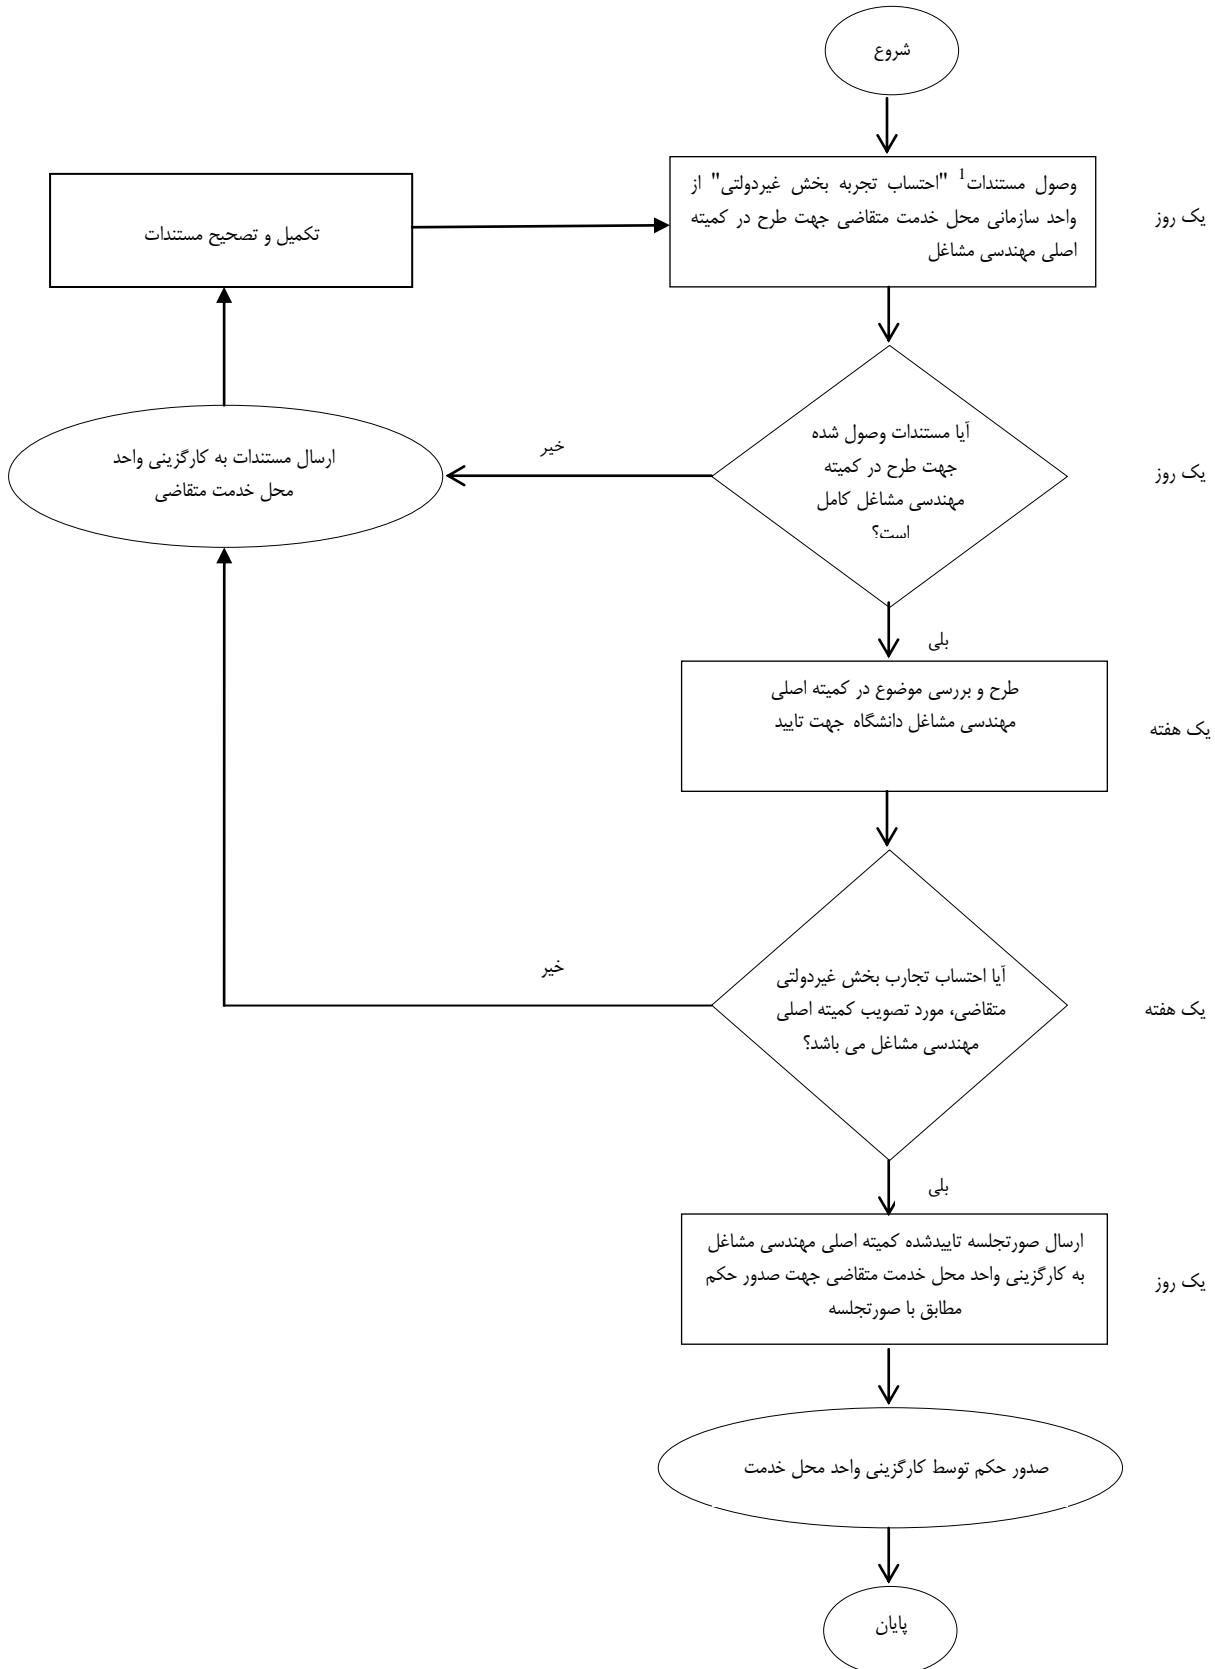 شروع
وصول مستندات1 "احتساب تجربه بخش غیردولتی" از
واحد سازمانی محل خدمت متقاضی جهت طرح در کمیته
اصلی مهندسی مشاغل
یک روز
تکمیل و تصحیح مستندات
آیا مستندات وصول شده
جهت طرح در کمیته
مهندسی مشاغل کامل
است؟
یک روز
خیر
ارسال مستندات به کارگزینی واحد
محل خدمت متقاضی
بلی
طرح و بررسی موضوع در کمیته اصلی
مهندسی مشاغل دانشگاه جهت تایید
یک هفته
آیا احتساب تجارب بخش غیردولتی
متقاضی، مورد تصویب کمیته اصلی
مهندسی مشاغل می باشد؟
یک هفته
خیر
بلی
ارسال صورتجلسه تاییدشده کمیته اصلی مهندسی مشاغل
به کارگزینی واحد محل خدمت متقاضی جهت صدور حکم
مطابق با صورتجلسه
یک روز
صدور حکم توسط کارگزینی واحد محل خدمت
پایان